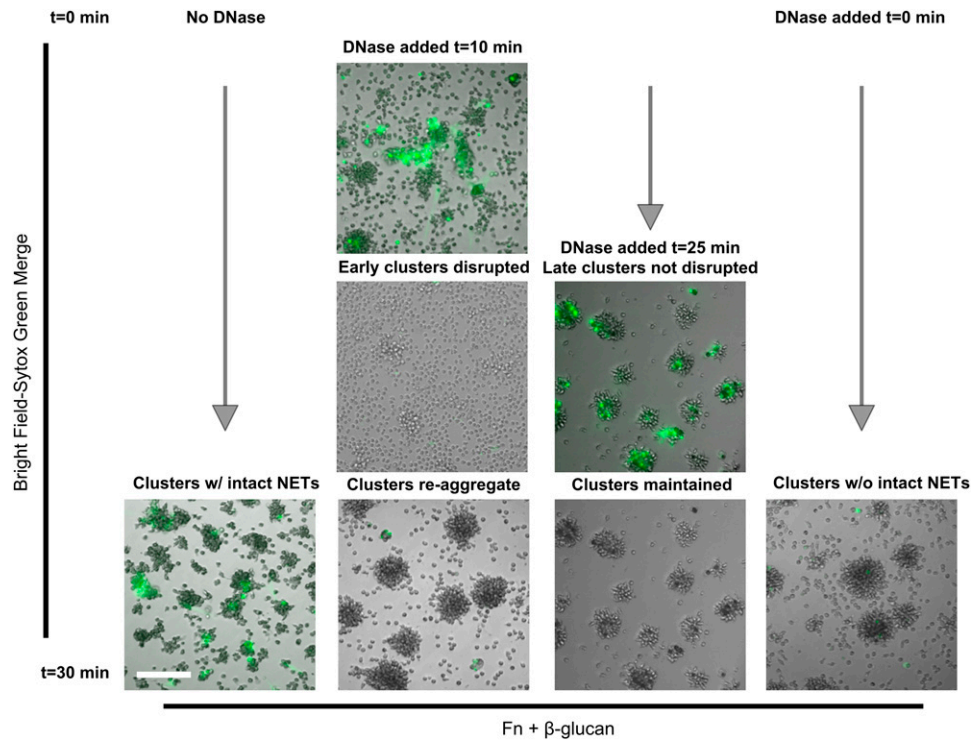 t=0 min
No DNase
DNase added t=0 min
DNase added t=10 min
DNase added t=25 min
Early clusters disrupted
Late clusters not disrupted
Bright Field-Sytox Green Merge
Clusters w/ intact NETs
Clusters re-aggregate
Clusters maintained
Clusters w/o intact NETs
t=30 min
Fn + β-glucan